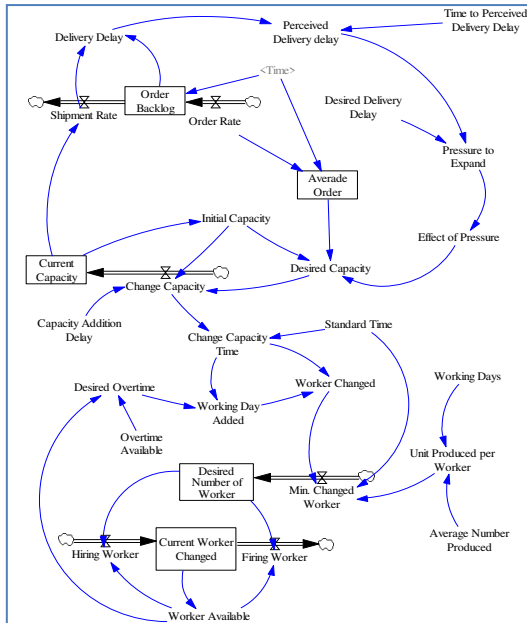 Delivery Delay
Perceived
Delivery delay
Time to Perceived
Delivery Delay
<Time>
Order
Backlog
Shipment Rate
Order Rate
Desired Delivery
Delay
Pressure to
Expand
Averade
Order
Initial Capacity
Effect of Pressure
Current
Capacity
Desired Capacity
Change Capacity
Capacity Addition
Delay
Change Capacity
Time
Standard Time
Desired Overtime
Worker Changed
Working Days
Working Day
Added
Overtime
Available
Unit Produced per
Worker
Desired
Number of
Worker
Min. Changed
Worker
Average Number
Produced
Hiring Worker
Current Worker
Changed
Firing Worker
Worker Available